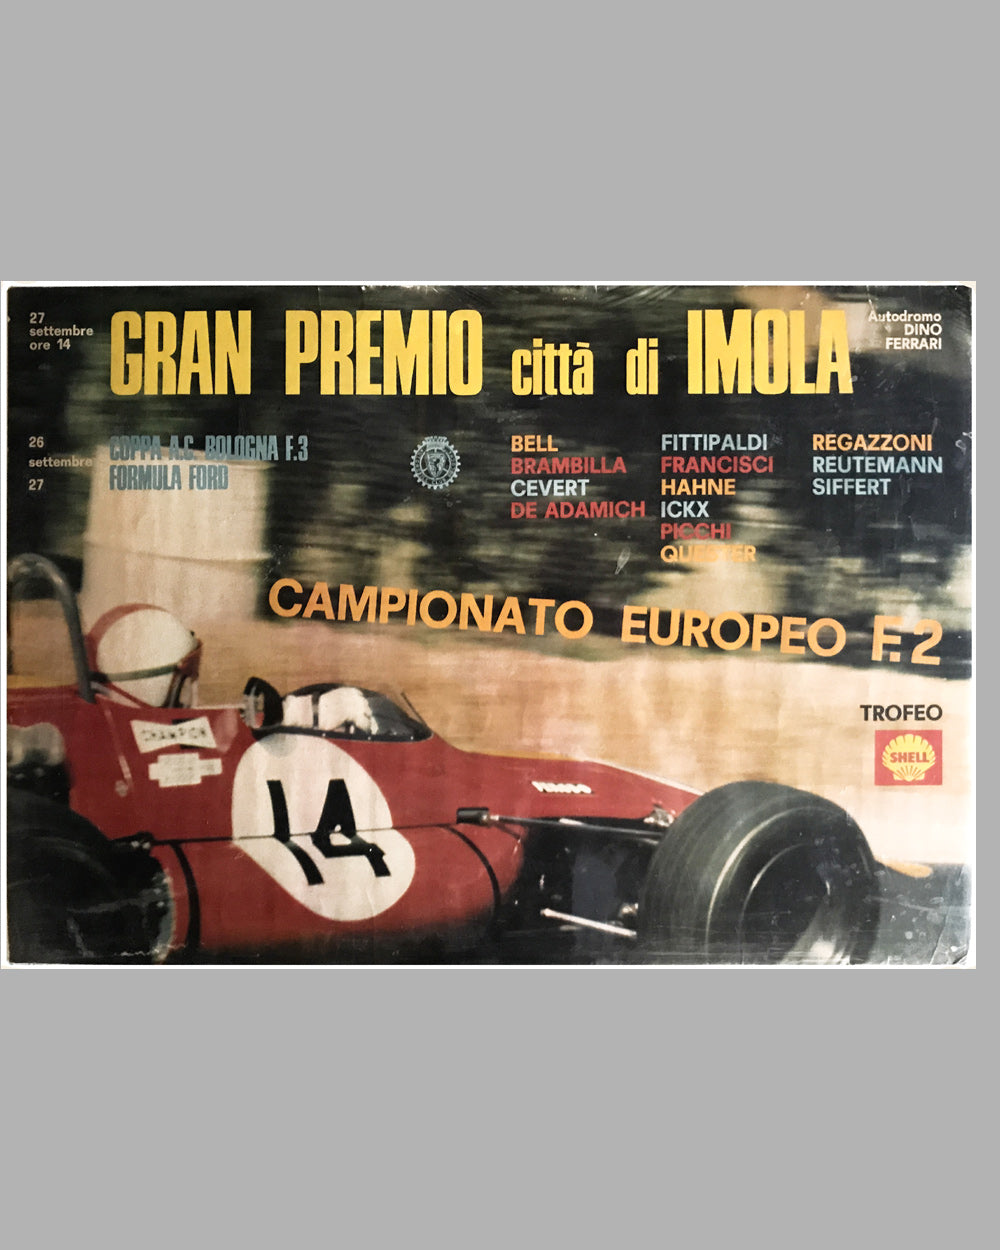 27
settembre
ore 14
GRAN PREMIO città di IMOLA
Autodromo
DINO
FERRARI
26
settembre
27
COPPA A.C. BOLOGNA F.3
FORMULA FORD
BELL
BRAMBILLA
CEVERT
DE ADAMICH
FITTIPALDI
FRANCISCI
HAHNE
ICKX
PICCHI
QUESTER
REGAZZONI
REUTEMANN
SIFFERT
CAMPIONATO EUROPEO F.2
TROFEO
SHELL
CHAMPION
14